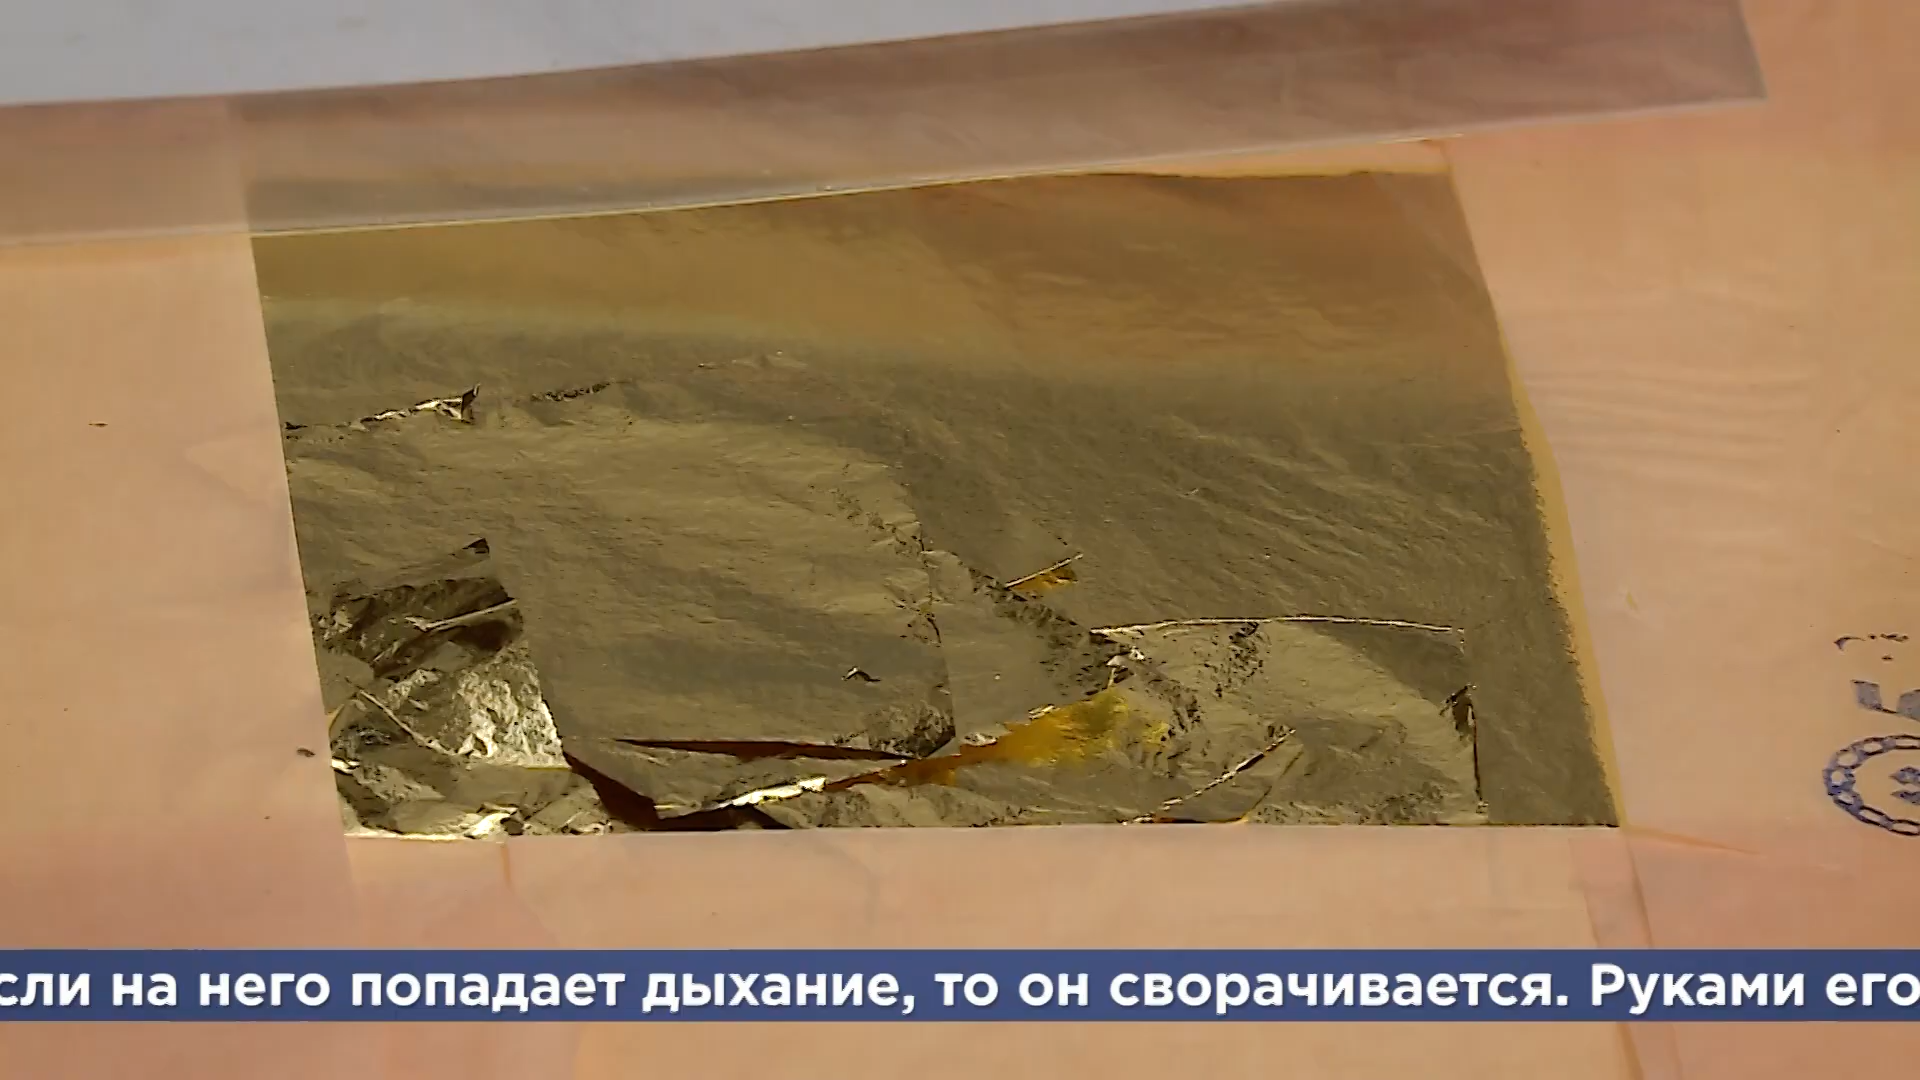 сли на него попадает дыхание, то он сворачивается. Руками его